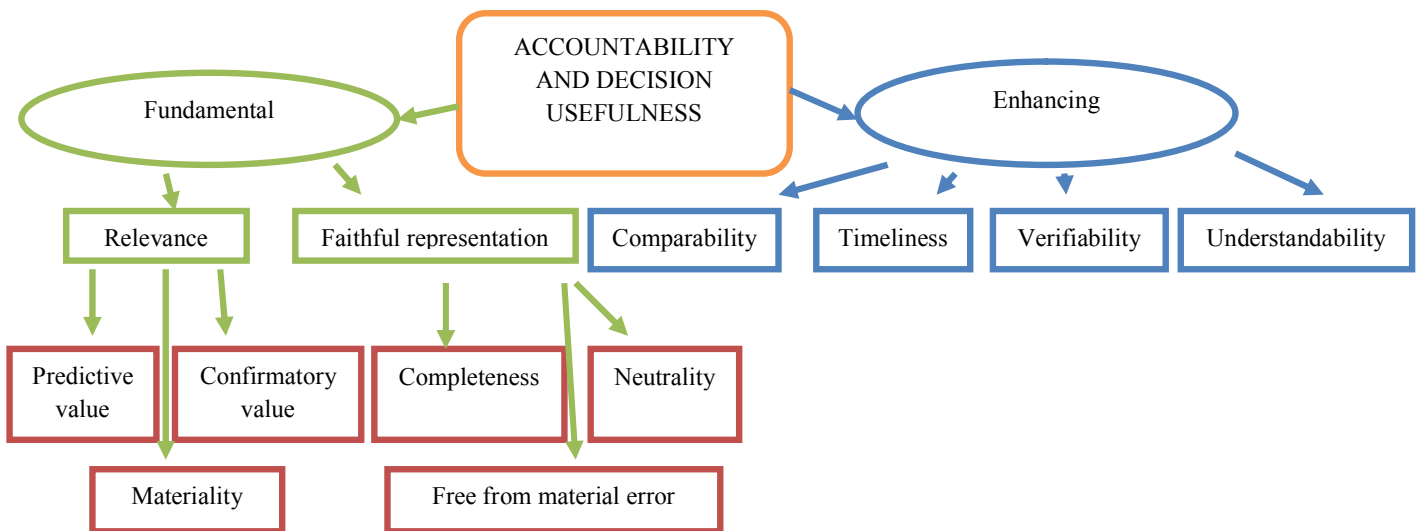 ACCOUNTABILITY
AND DECISION
USEFULNESS
Fundamental
Enhancing
Relevance
Faithful representation
Comparability
Timeliness
Verifiability
Understandability
Predictive
value
Confirmatory
value
Completeness
Neutrality
Materiality
Free from material error